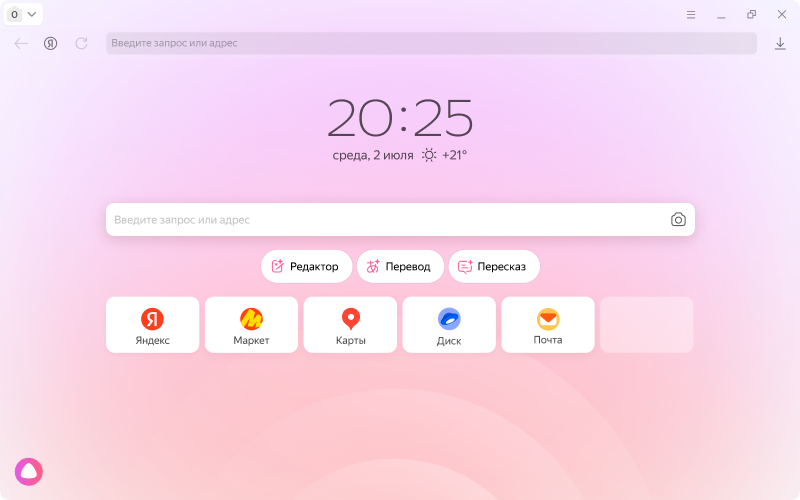 0
Я
Введите запрос или адрес
20:25
среда, 2 июля +21°
Введите запрос или адрес
Редактор Перевод Пересказ
Я
Яндекс Маркет Карты Диск Почта